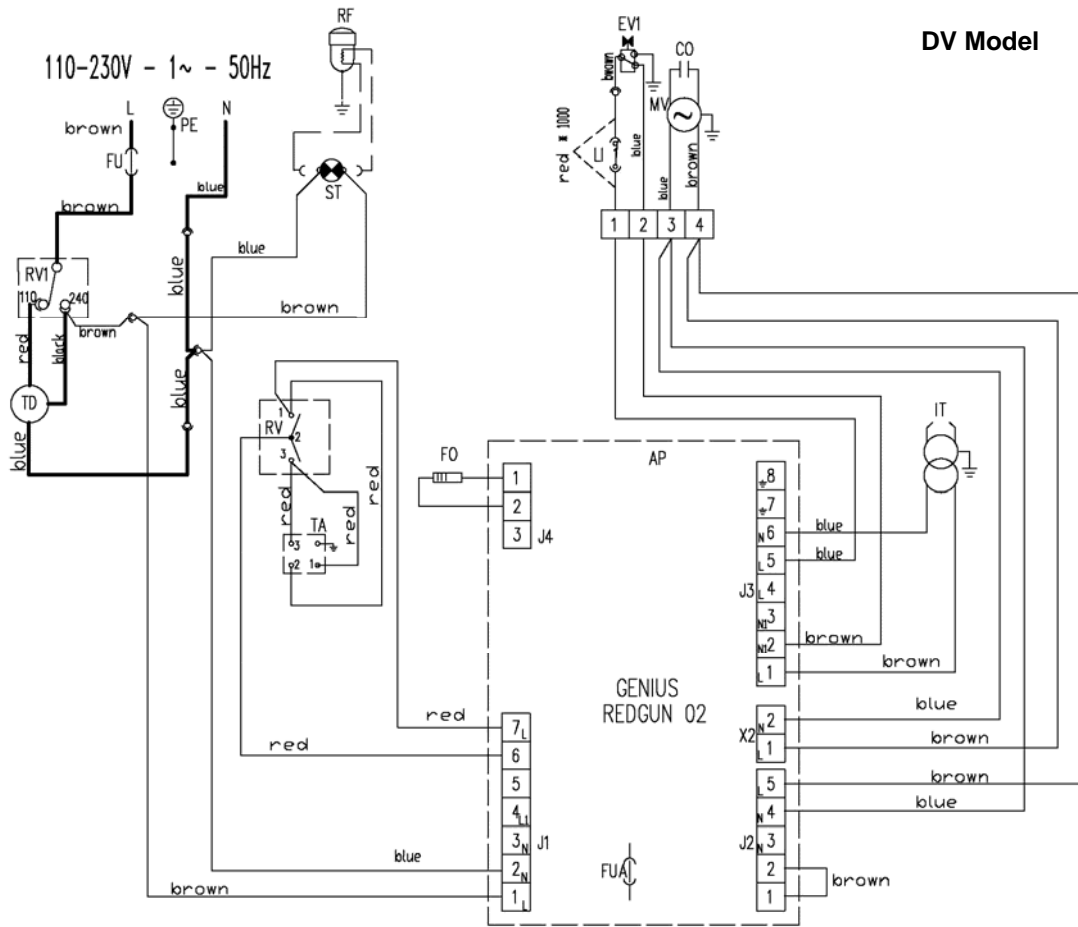 DV Model
110-230V - 1~ - 50Hz
RF
EV1
CO
MV
L
PE
N
brown
FU
brown
blue
ST
RV1
110
240
red
black
brown
TD
blue
blue
blue
blue
brown
brown
red * 1000
LI
blue
blue
brown
1 2 3 4
RV
1
2
3
red
red
red
TA
3
2 1
FO
AP
1
2
3 J4
IT
8
7
N 6 blue
L 5 blue
J3 L 4
N1 3
N1 2 brown
L 1 brown
GENIUS
REDGUN 02
X2 N 2 blue
L 1 brown
L 5 brown
N 4 blue
J2 N 3
2
1 brown
FUA
red 7 L
red 6
5
4 L1
3 N J1
blue 2 N
brown 1 L